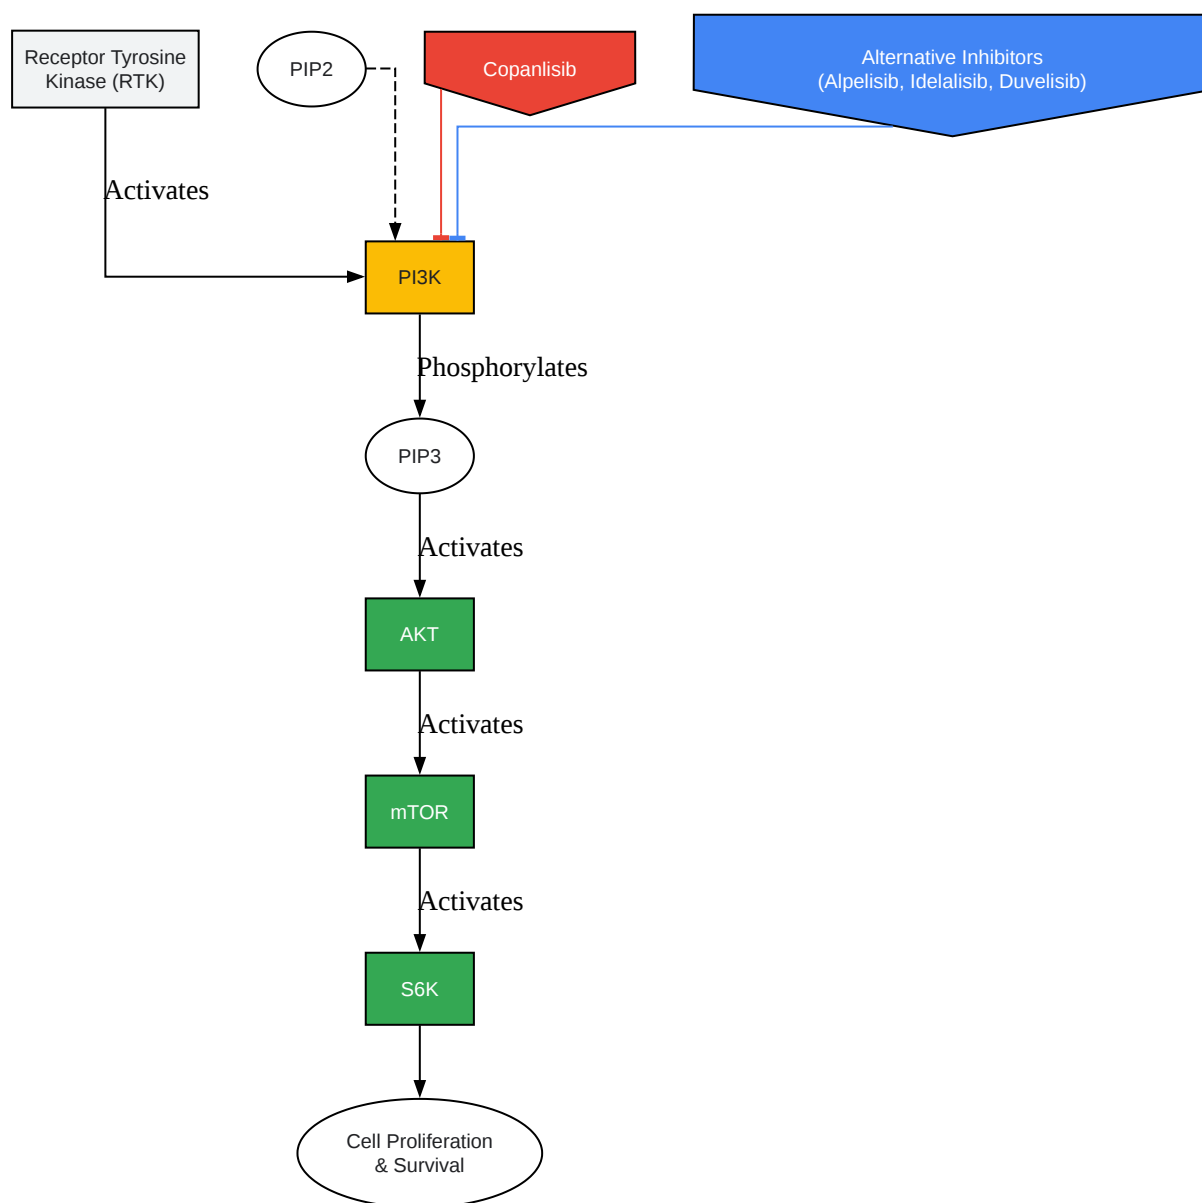 Receptor Tyrosine
Kinase (RTK)
PIP2
Copanlisib
Alternative Inhibitors
(Alpelisib, Idelalisib, Duvelisib)
Activates
PI3K
Phosphorylates
PIP3
Activates
AKT
Activates
mTOR
Activates
S6K
Cell Proliferation
& Survival